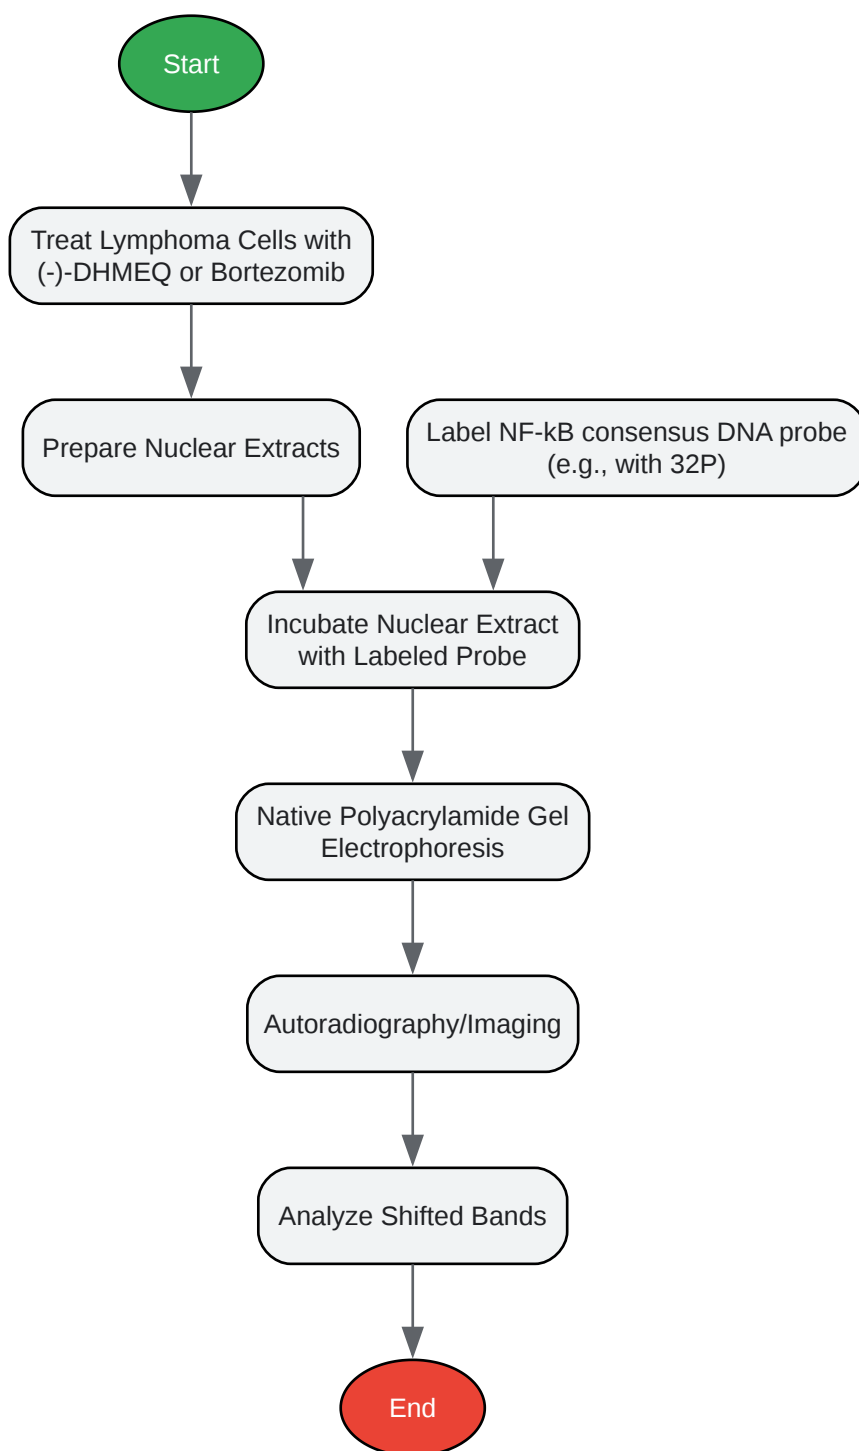 Start
Treat Lymphoma Cells with
(-)-DHMEQ or Bortezomib
Prepare Nuclear Extracts
Label NF-kB consensus DNA probe
(e.g., with 32P)
Incubate Nuclear Extract
with Labeled Probe
Native Polyacrylamide Gel
Electrophoresis
Autoradiography/Imaging
Analyze Shifted Bands
End